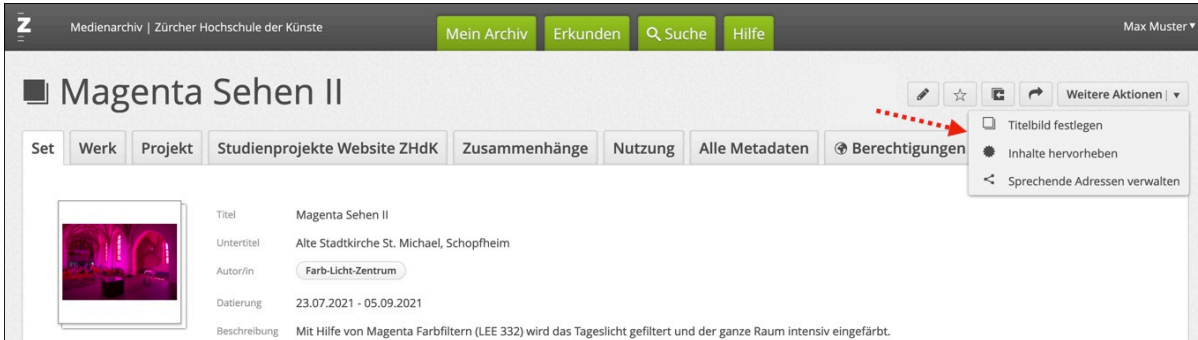 Z
Medienarchiv | Zürcher Hochschule der Künste
Mein Archiv
Erkunden
Suche
Hilfe
Max Muster
Magenta Sehen II
Weitere Aktionen |
Titelbild festlegen
Inhalte hervorheben
Sprechende Adressen verwalten
Set
Werk
Projekt
Studienprojekte Website ZHdK
Zusammenhänge
Nutzung
Alle Metadaten
Berechtigungen
Titel Magenta Sehen II
Untertitel Alte Stadtkirche St. Michael, Schopfheim
Autor/in Farb-Licht-Zentrum
Datierung 23.07.2021 - 05.09.2021
Beschreibung Mit Hilfe von Magenta Farbfiltern (LEE 332) wird das Tageslicht gefiltert und der ganze Raum intensiv eingefärbt.